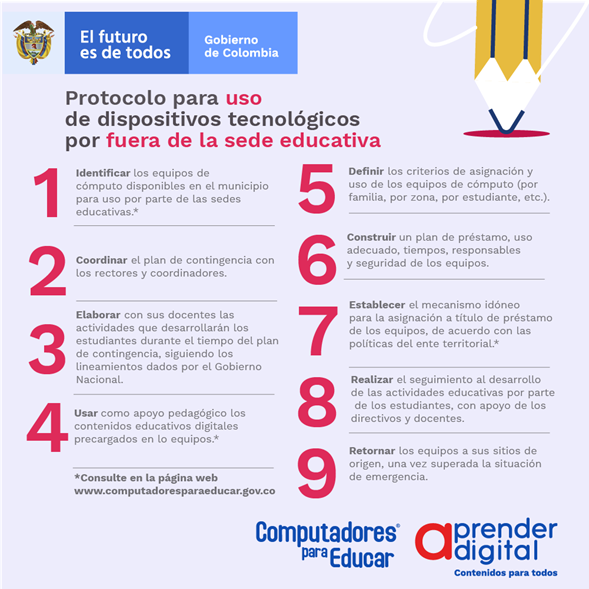 El futuro
es de todos
Gobierno
de Colombia
Protocolo para uso
de dispositivos tecnológicos
por fuera de la sede educativa
1
Identificar los equipos de
cómputo disponibles en el municipio
para uso por parte de las sedes
educativas.*
2
Coordinar el plan de contingencia con
los rectores y coordinadores.
3
Elaborar con sus docentes las
actividades que desarrollarán los
estudiantes durante el tiempo del plan
de contingencia, siguiendo los
lineamientos dados por el Gobierno
Nacional.
4
Usar como apoyo pedagógico los
contenidos educativos digitales
precargados en lo equipos.*
*Consulte en la página web
www.computadoresparaeducar.gov.co
5
Definir los criterios de asignación y
uso de los equipos de cómputo (por
familia, por zona, por estudiante, etc.).
6
Construir un plan de préstamo, uso
adecuado, tiempos, responsables
y seguridad de los equipos.
7
Establecer el mecanismo idóneo
para la asignación a título de préstamo
de los equipos, de acuerdo con las
políticas del ente territorial.*
8
Realizar el seguimiento al desarrollo
de las actividades educativas por parte
de los estudiantes, con apoyo de los
directivos y docentes.
9
Retornar los equipos a sus sitios de
origen, una vez superada la situación
de emergencia.
Computadores®
para
Educar
aprender
digital
Contenidos para todos